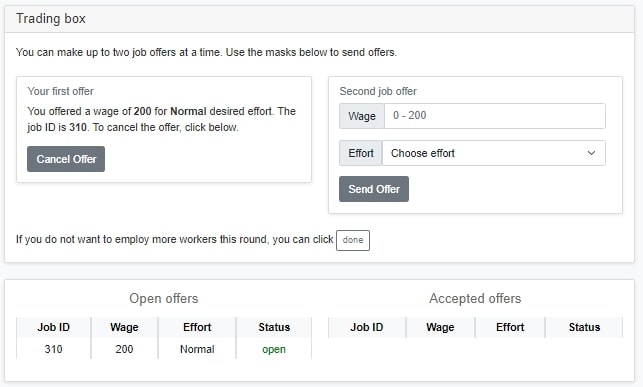 Trading box
You can make up to two job offers at a time. Use the masks below to send offers.
Your first offer
You offered a wage of 200 for Normal desired effort. The
job ID is 310. To cancel the offer, click below.
Cancel Offer
Second job offer
Wage 0 - 200
Effort Choose effort
Send Offer
If you do not want to employ more workers this round, you can click done
Open offers
Job ID Wage Effort Status
310 200 Normal open
Accepted offers
Job ID Wage Effort Status